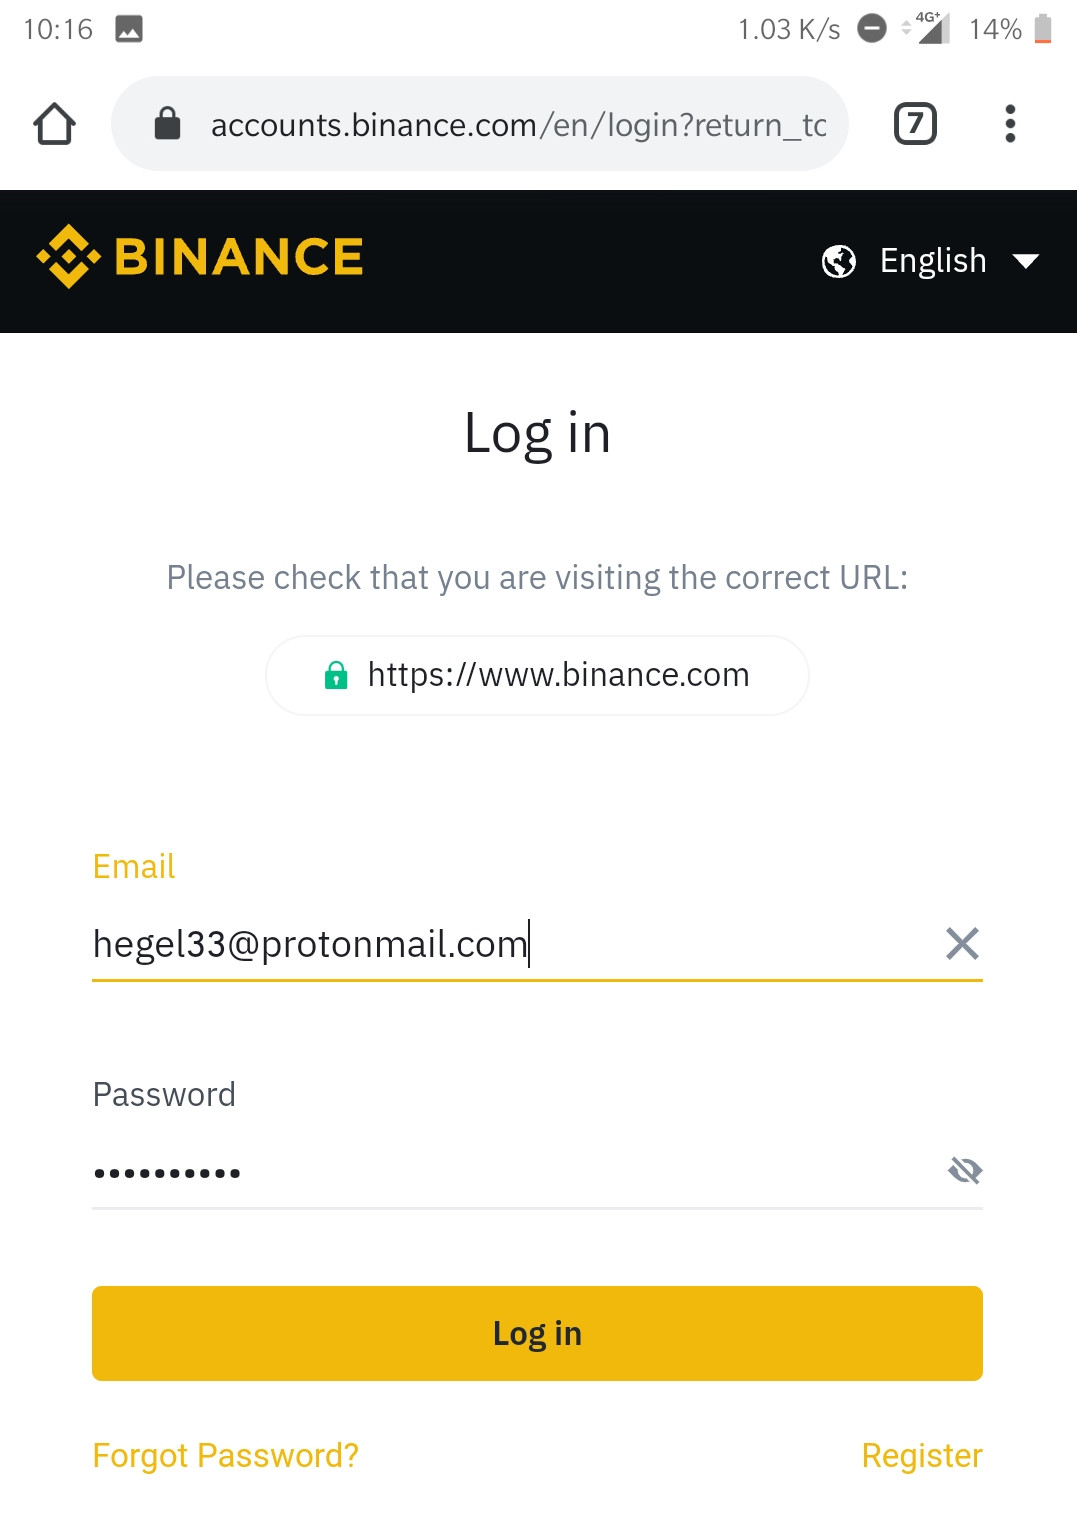 10:16 1.03 K/s 4G+ 14%
accounts.binance.com/en/login?return_to 7
BINANCE English
Log in
Please check that you are visiting the correct URL:
https://www.binance.com
Email
hegel33@protonmail.com
Password
••••••••••
Log in
Forgot Password? Register